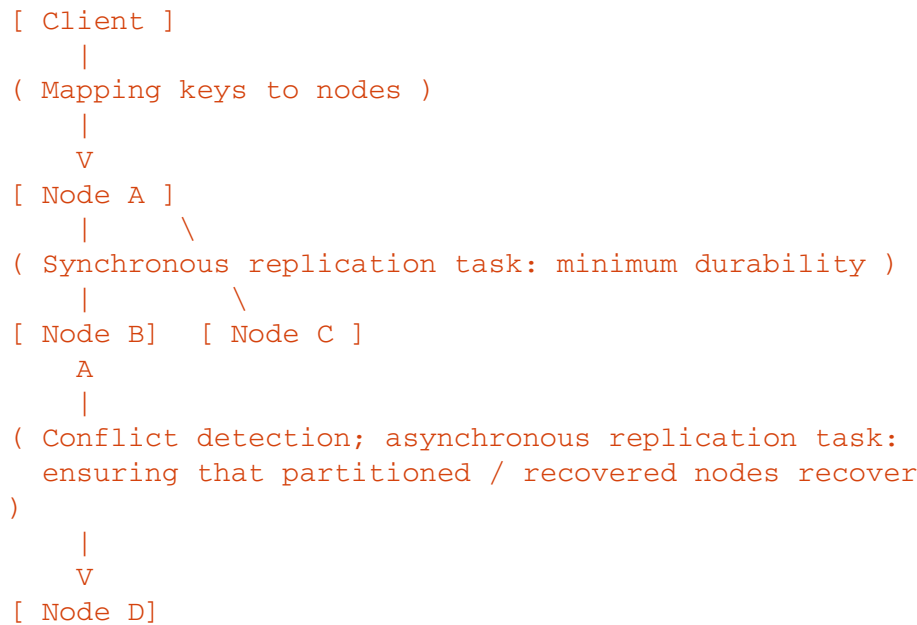 [ Client ]
    |
( Mapping keys to nodes )
    |
    V
[ Node A ]
    |     \
( Synchronous replication task: minimum durability )
    |        \
[ Node B]  [ Node C ]
    A
    |
( Conflict detection; asynchronous replication task:
  ensuring that partitioned / recovered nodes recover
)
    |
    V
[ Node D]